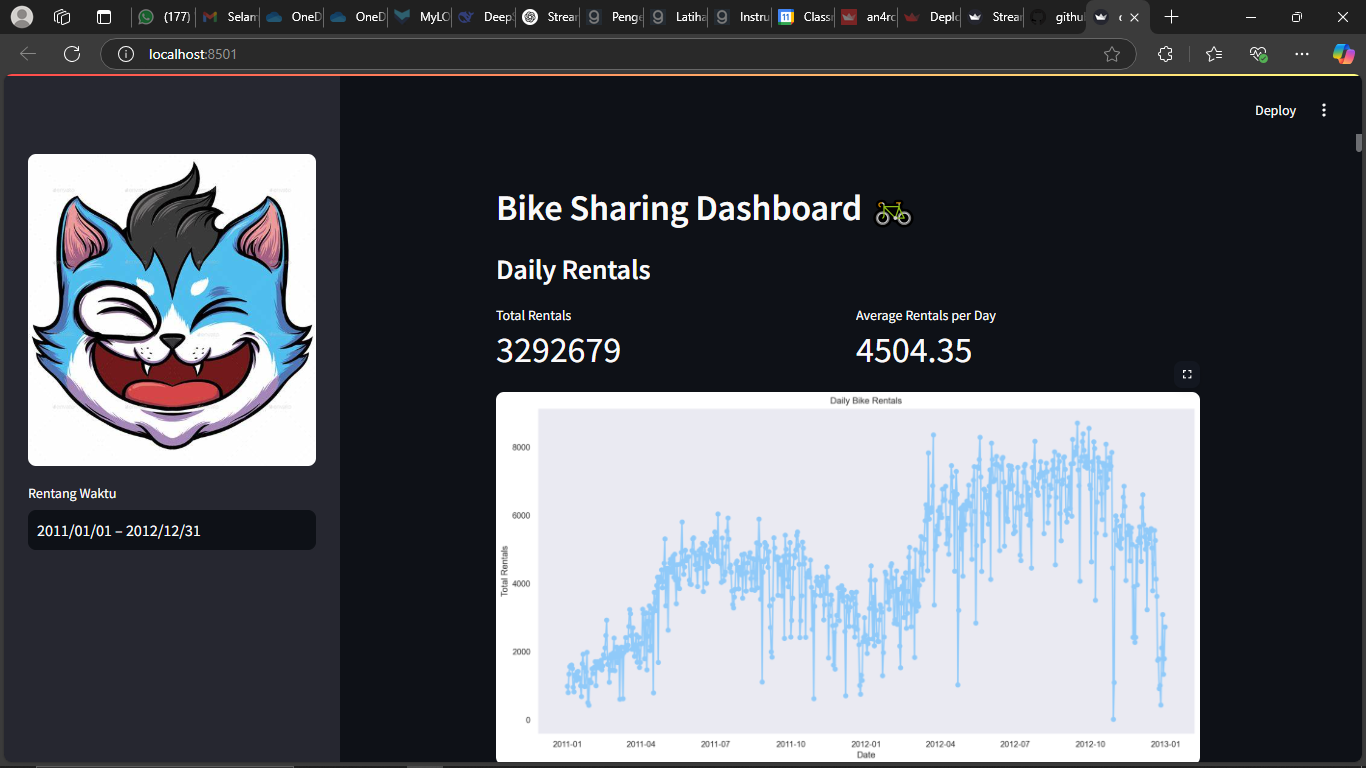 (177)
Selam
OneD
OneD
MyLO
Deep
Strear
Penge
Latiha
Instru
Classr
an4rc
Deplo
Strear
githu
localhost:8501
Deploy
Bike Sharing Dashboard
Daily Rentals
Total Rentals
Average Rentals per Day
3292679
4504.35
Rentang Waktu
2011/01/01 – 2012/12/31
Daily Bike Rentals
Total Rentals
8000
6000
4000
2000
0
2011-01
2011-04
2011-07
2011-10
2012-01
2012-04
2012-07
2012-10
2013-01
Date